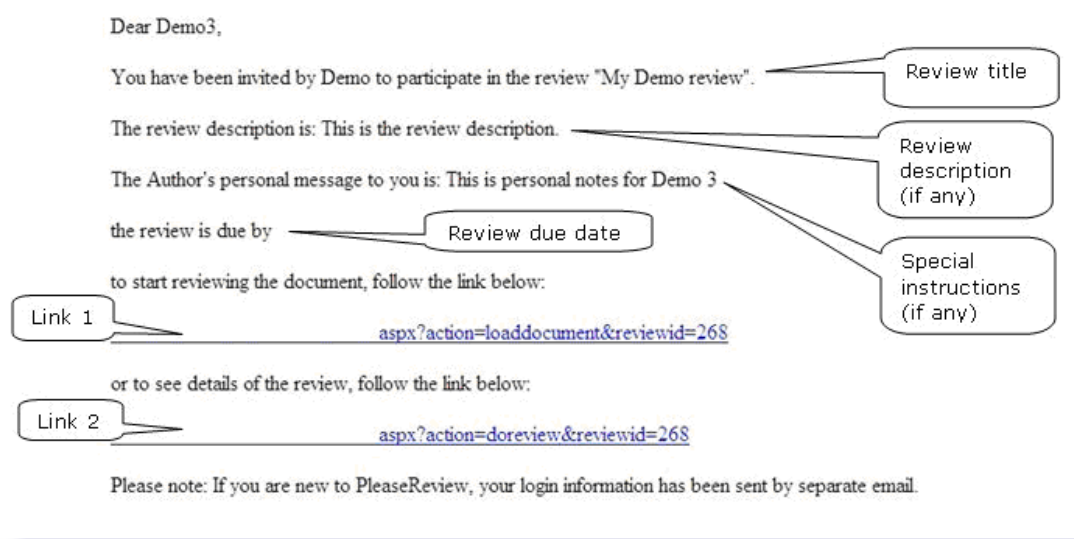 Dear Demo3,
You have been invited by Demo to participate in the review "My Demo review".
Review title
The review description is: This is the review description.
Review
description
(if any)
The Author's personal message to you is: This is personal notes for Demo 3
the review is due by
Review due date
Special
instructions
(if any)
to start reviewing the document, follow the link below:
Link 1
aspx?action=loaddocument&reviewid=268
or to see details of the review, follow the link below:
Link 2
aspx?action=doreview&reviewid=268
Please note: If you are new to PleaseReview, your login information has been sent by separate email.